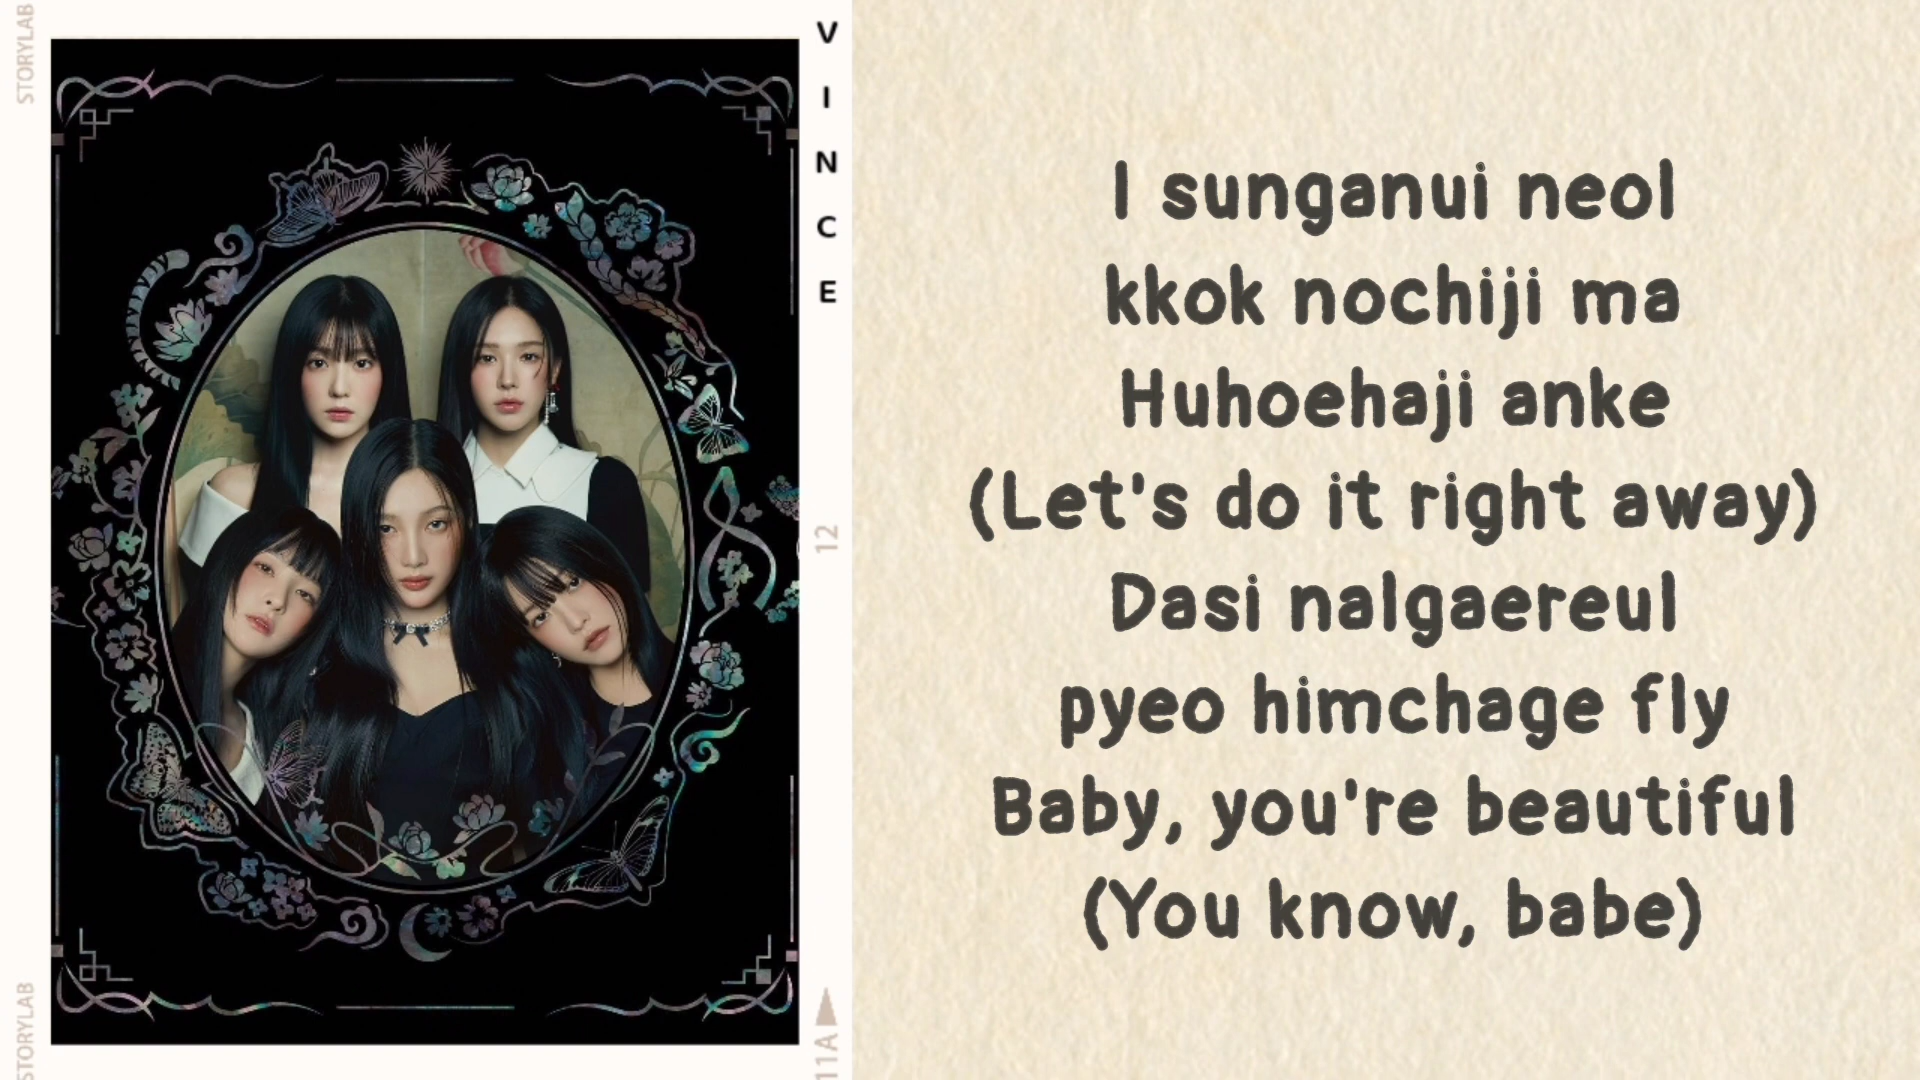 STORYLAB
VINCE
12
11A
STORYLAB
I sunganui neol
kkok nochiji ma
Huhoehaji anke
(Let's do it right away)
Dasi nalgaereul
pyeo himchage fly
Baby, you're beautiful
(You know, babe)